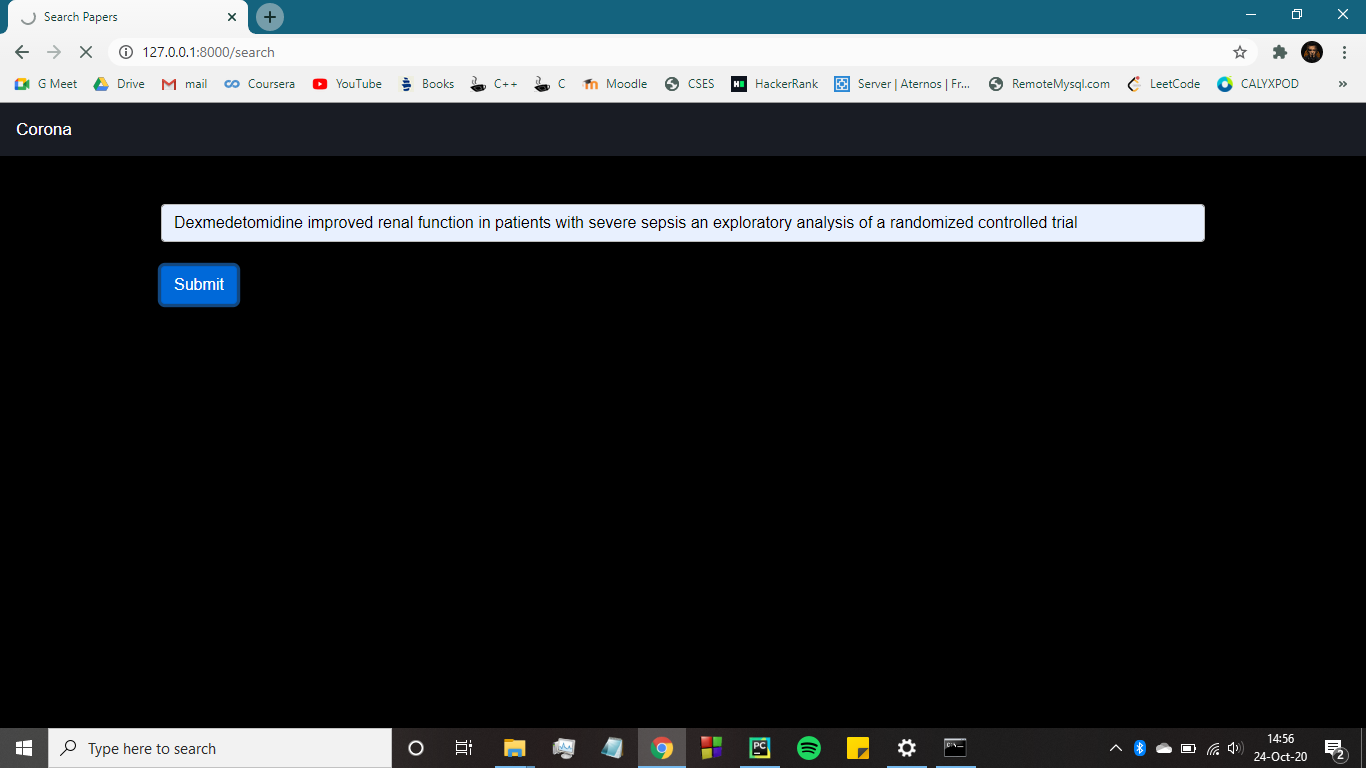 Search Papers
127.0.0.1:8000/search
G Meet Drive mail Coursera YouTube Books C++ C Moodle CSES HackerRank Server | Aternos | Fr... RemoteMysql.com LeetCode CALYXPOD »
Corona
Dexmedetomidine improved renal function in patients with severe sepsis an exploratory analysis of a randomized controlled trial
Submit
Type here to search
PC
14:56
24-Oct-20
2